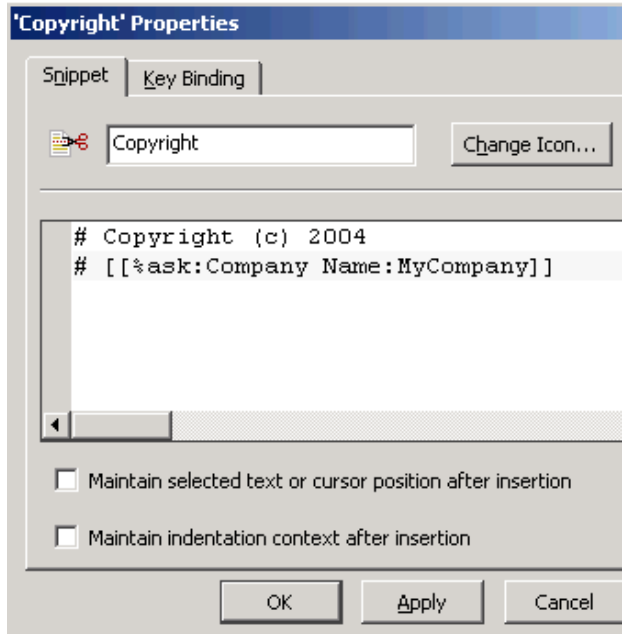 'Copyright' Properties
Snippet Key Binding
Copyright Change Icon...
# Copyright (c) 2004
# [[%ask:Company Name:MyCompany]]
Maintain selected text or cursor position after insertion
Maintain indentation context after insertion
OK Apply Cancel